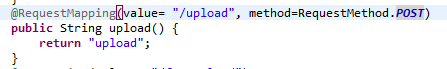 @RequestMapping(value= "/upload", method=RequestMethod.POST)
public String upload() {
return "upload";
}